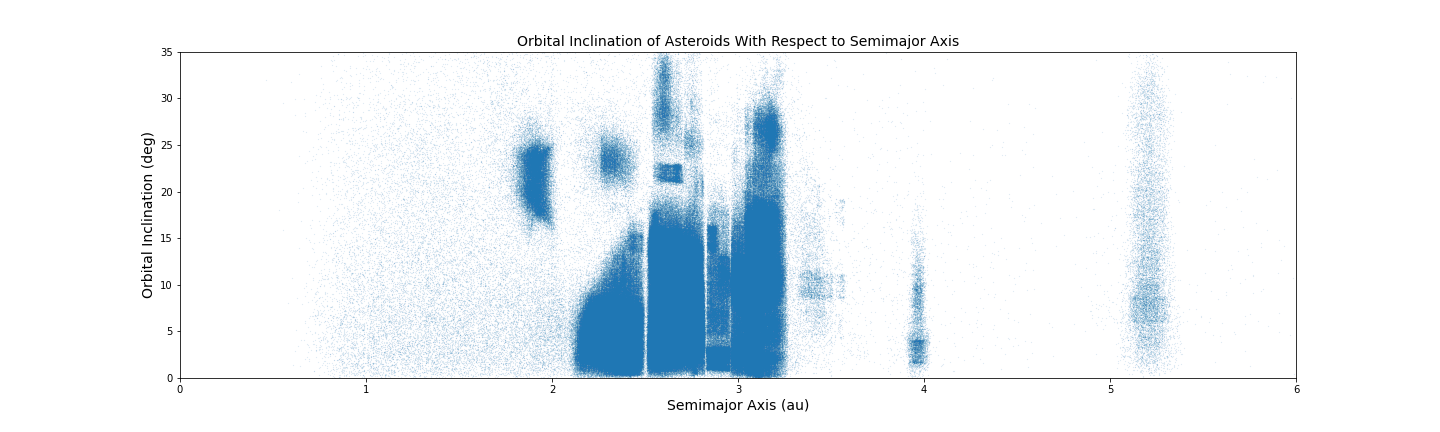 Orbital Inclination of Asteroids With Respect to Semimajor Axis
35
30
25
20
15
10
5
0
Orbital Inclination (deg)
0 1 2 3 4 5 6
Semimajor Axis (au)